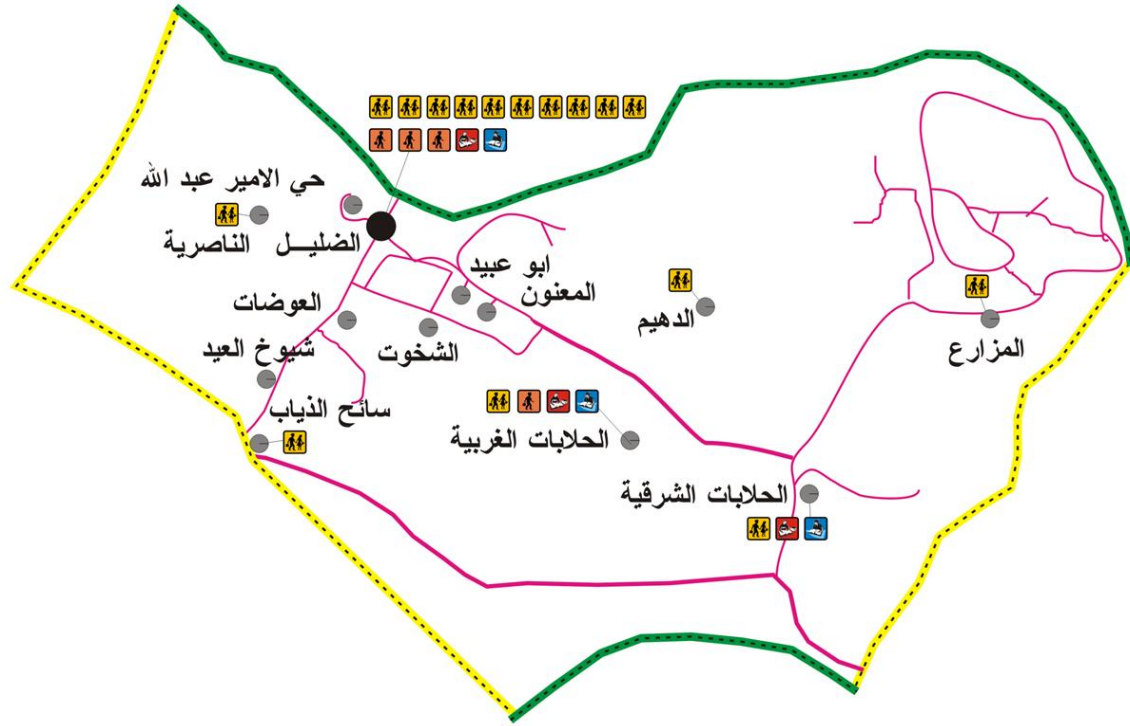 حي الامير عبد الله
الناصرية
الضليــل
ابو عبيد
المعنون
العوضات
الشخوت
شيوخ العيد
سائح الذياب
الدهيم
المزارع
الحلابات الغربية
الحلابات الشرقية